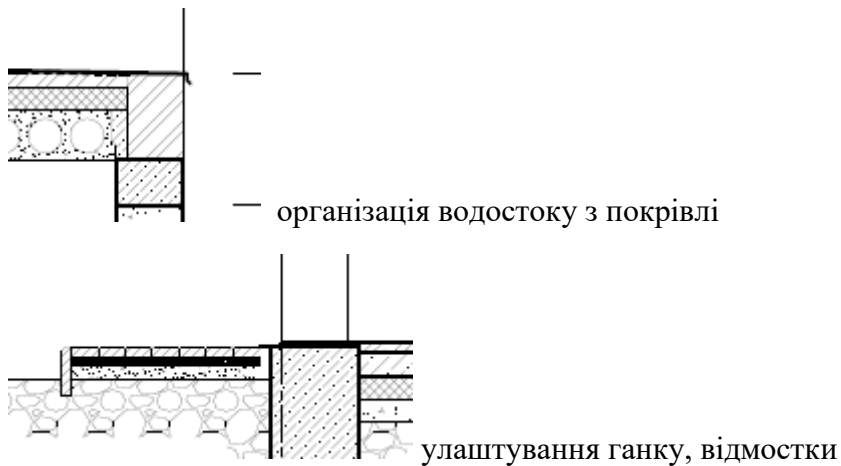 організація водостоку з покрівлі
улаштування ганку, відмостки